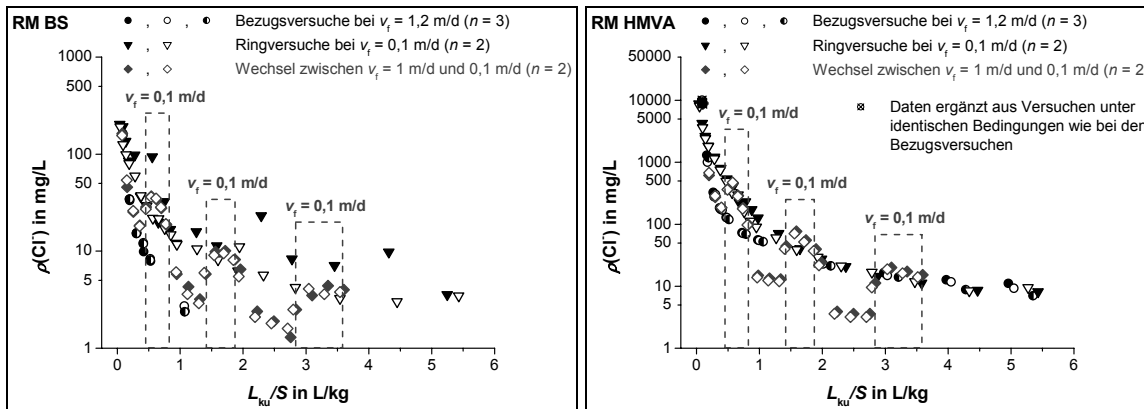 RM BS
, , Bezugsversuche bei vf = 1,2 m/d (n = 3)
, Ringversuche bei vf = 0,1 m/d (n = 2)
, Wechsel zwischen vf = 1 m/d und 0,1 m/d (n = 2)
vf = 0,1 m/d
vf = 0,1 m/d
vf = 0,1 m/d
ρ(Cl-) in mg/L
1000
500
100
50
10
5
1
0 1 2 3 4 5 6
Lku/S in L/kg
RM HMVA
, , Bezugsversuche bei vf = 1,2 m/d (n = 3)
, Ringversuche bei vf = 0,1 m/d (n = 2)
, Wechsel zwischen vf = 1 m/d und 0,1 m/d (n = 2
Daten ergänzt aus Versuchen unter
identischen Bedingungen wie bei den
Bezugsversuchen
vf = 0,1 m/d
vf = 0,1 m/d
vf = 0,1 m/d
ρ(Cl-) in mg/L
10000
5000
1000
500
100
50
10
5
1
0 1 2 3 4 5 6
Lku/S in L/kg